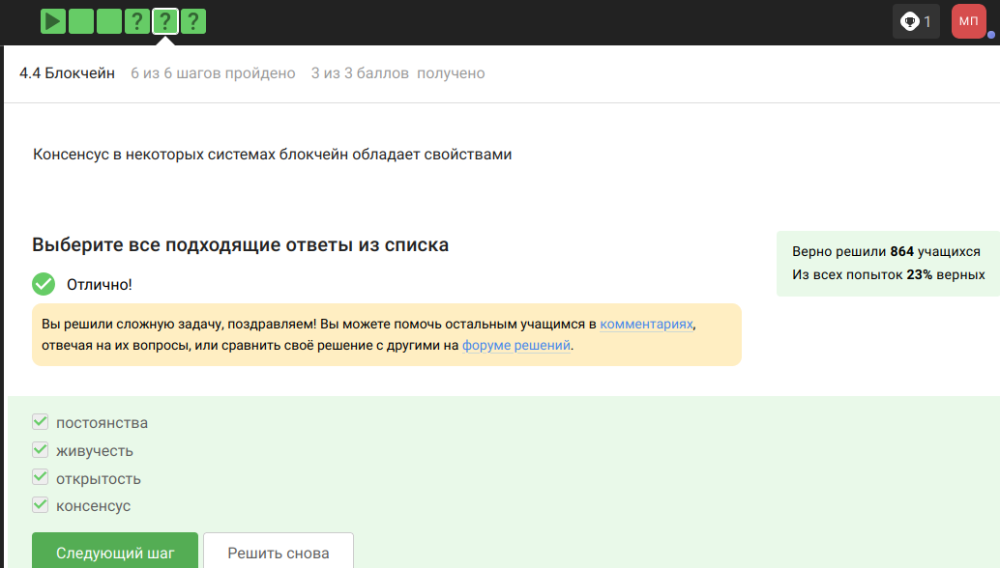 ? ? ?
1
МП
4.4 Блокчейн 6 из 6 шагов пройдено 3 из 3 баллов получено
Консенсус в некоторых системах блокчейн обладает свойствами
Выберите все подходящие ответы из списка
Отлично!
Вы решили сложную задачу, поздравляем! Вы можете помочь остальным учащимся в комментариях,
отвечая на их вопросы, или сравнить своё решение с другими на форуме решений.
Верно решили 864 учащихся
Из всех попыток 23% верных
постоянства
живучесть
открытость
консенсус
Следующий шаг
Решить снова